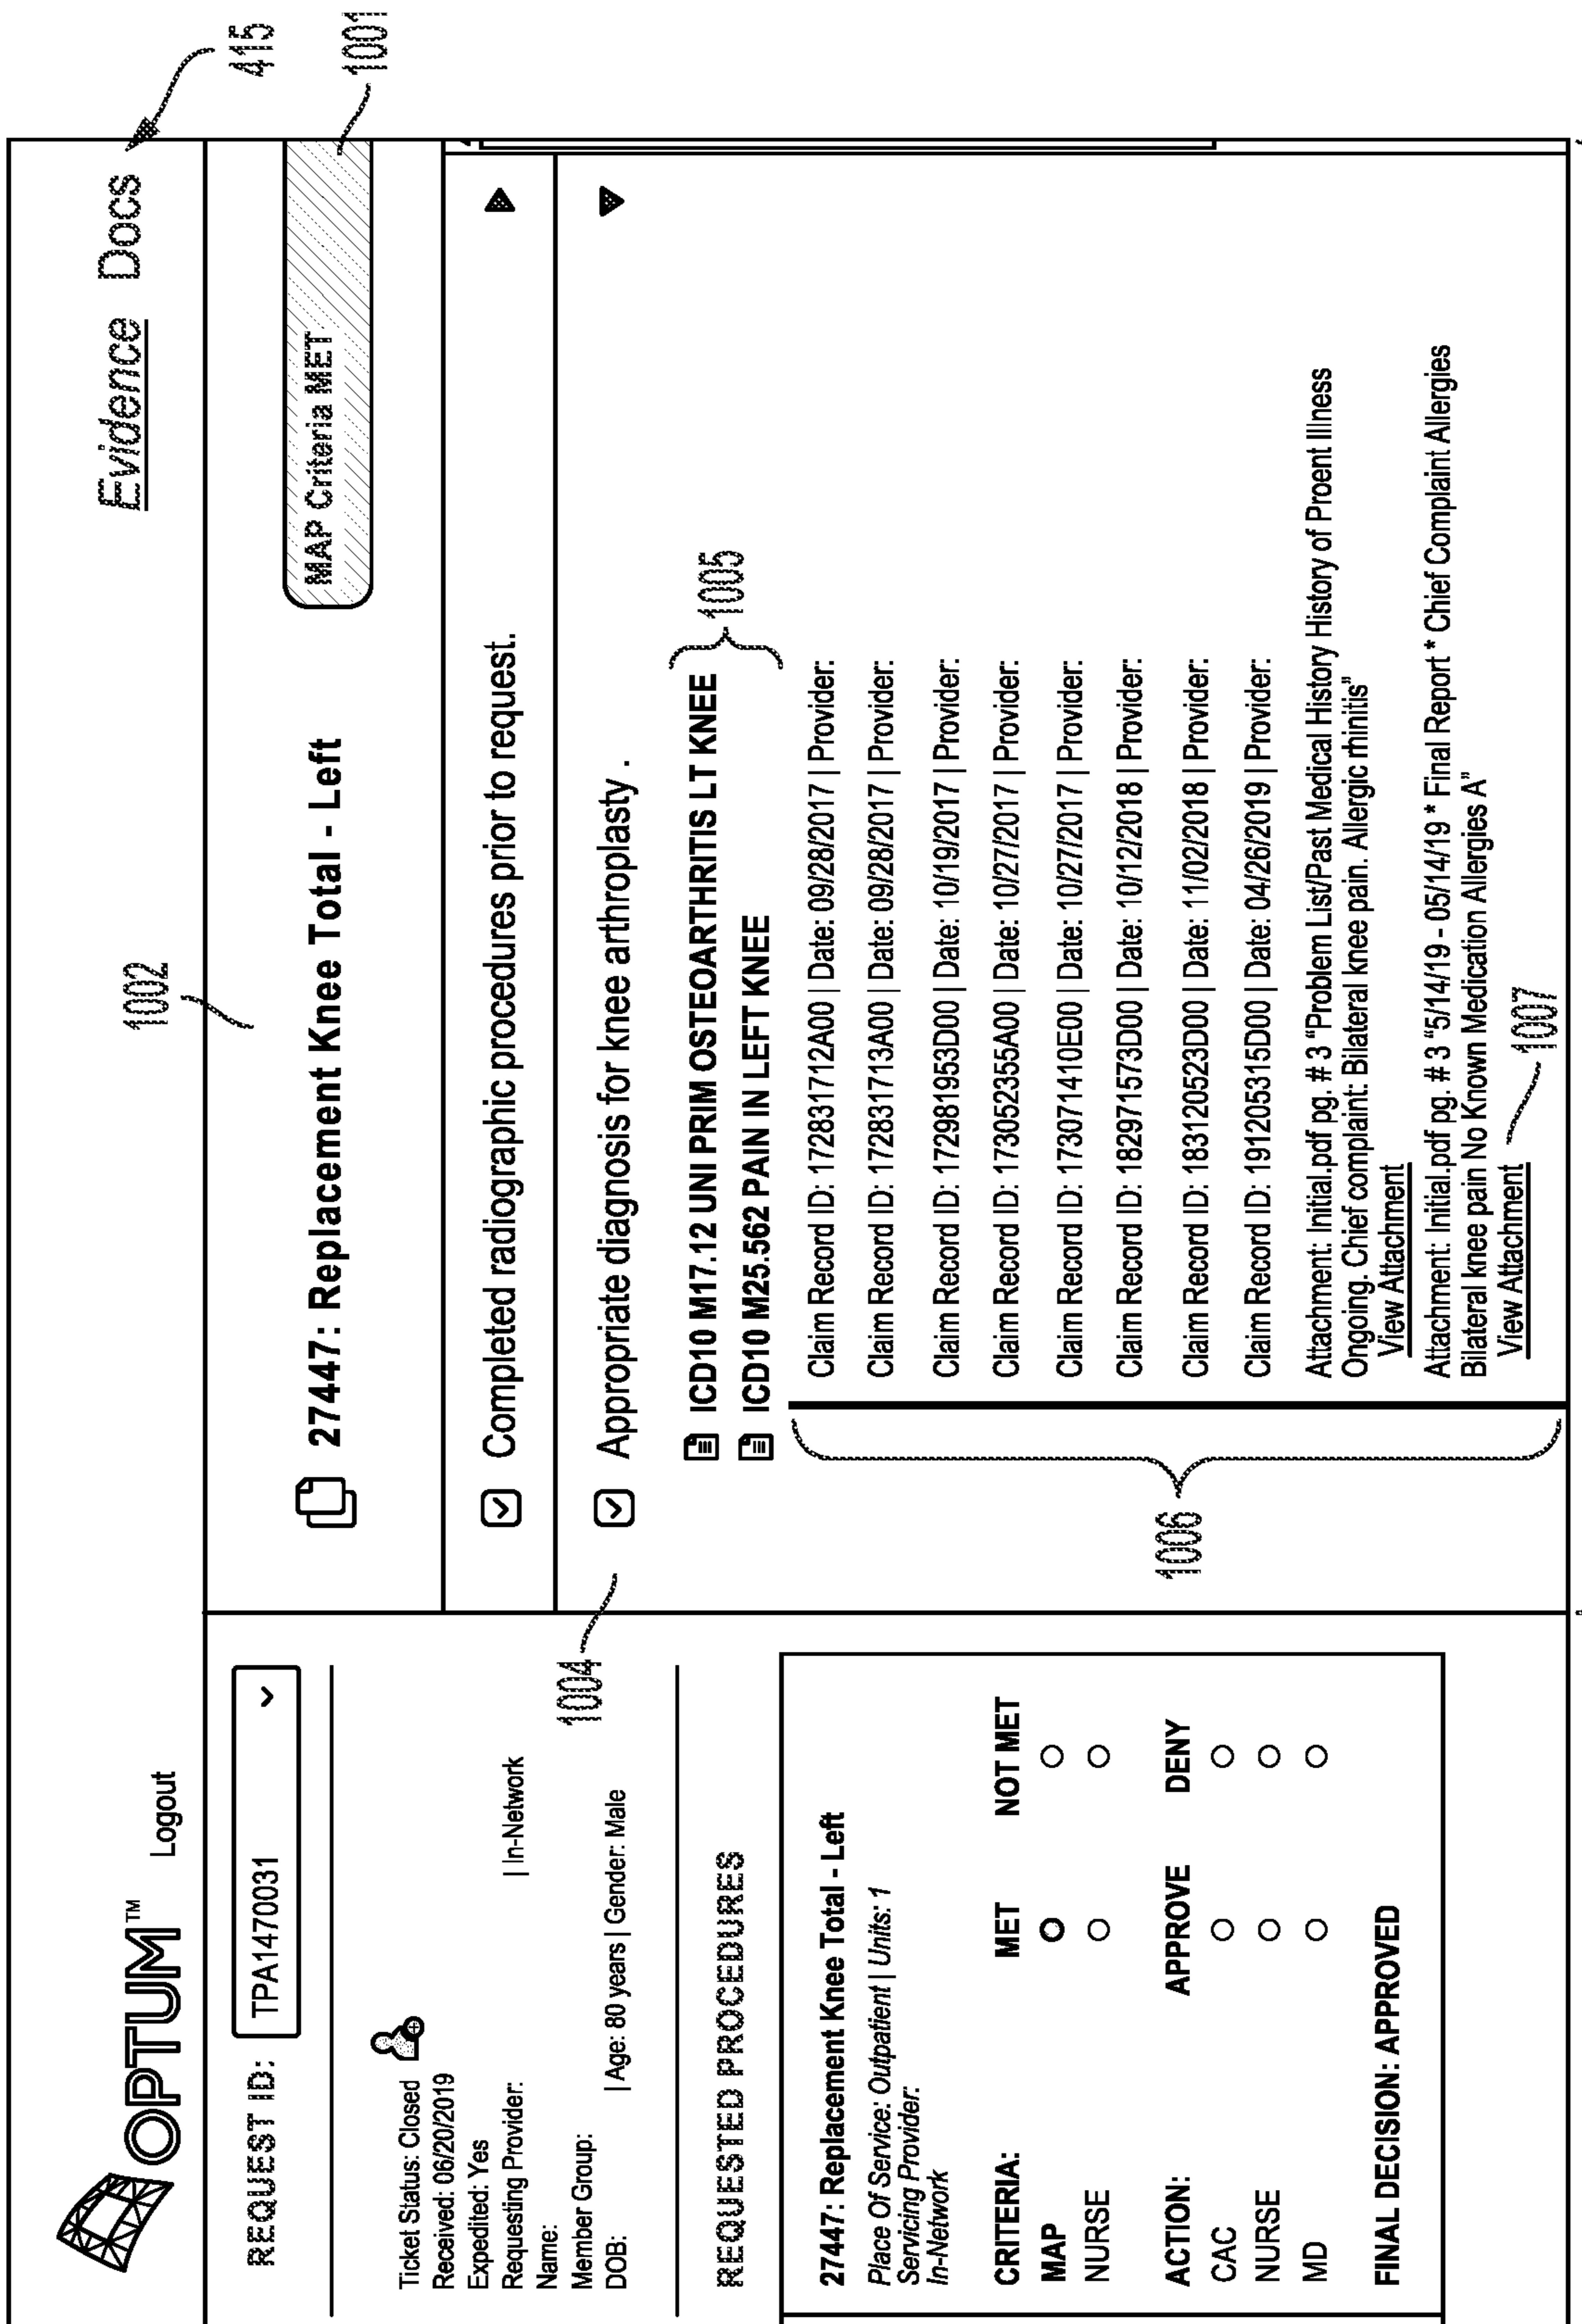 OPTUM™ Logout
Evidence Docs
415
REQUEST ID: TPA1470031
Ticket Status: Closed
Received: 06/20/2019
Expedited: Yes
Requesting Provider: | In-Network
Name:
Member Group:
DOB: | Age: 80 years | Gender: Male
REQUESTED PROCEDURES
27447: Replacement Knee Total - Left
Place Of Service: Outpatient | Units: 1
Servicing Provider:
In-Network
CRITERIA: MET NOT MET
MAP
NURSE
ACTION: APPROVE DENY
CAC
NURSE
MD
FINAL DECISION: APPROVED
1002
27447: Replacement Knee Total - Left
MAP Criteria MET
1001
Completed radiographic procedures prior to request.
1004
Appropriate diagnosis for knee arthroplasty .
ICD10 M17.12 UNI PRIM OSTEOARTHRITIS LT KNEE
ICD10 M25.562 PAIN IN LEFT KNEE
1005
Claim Record ID: 172831712A00 | Date: 09/28/2017 | Provider:
Claim Record ID: 172831713A00 | Date: 09/28/2017 | Provider:
Claim Record ID: 172981953D00 | Date: 10/19/2017 | Provider:
Claim Record ID: 173052355A00 | Date: 10/27/2017 | Provider:
Claim Record ID: 173071410E00 | Date: 10/27/2017 | Provider:
Claim Record ID: 182971573D00 | Date: 10/12/2018 | Provider:
Claim Record ID: 183120523D00 | Date: 11/02/2018 | Provider:
Claim Record ID: 191205315D00 | Date: 04/26/2019 | Provider:
1006
Attachment: Initial.pdf pg. # 3 “Problem List/Past Medical History History of Proent Illness
Ongoing. Chief complaint: Bilateral knee pain. Allergic rhinitis”
View Attachment
Attachment: Initial.pdf pg. # 3 “5/14/19 - 05/14/19 * Final Report * Chief Complaint Allergies
Bilateral knee pain No Known Medication Allergies A”
View Attachment
1007